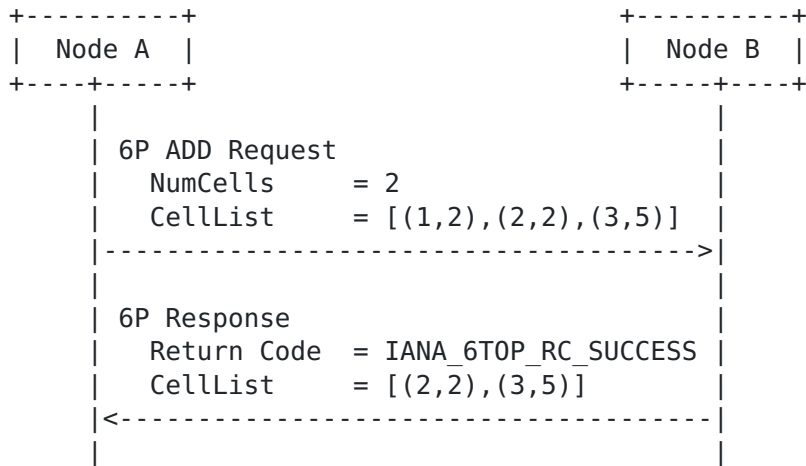 Node A Node B
6P ADD Request
NumCells = 2
CellList = [(1,2),(2,2),(3,5)]
6P Response
Return Code = IANA_6TOP_RC_SUCCESS
CellList = [(2,2),(3,5)]